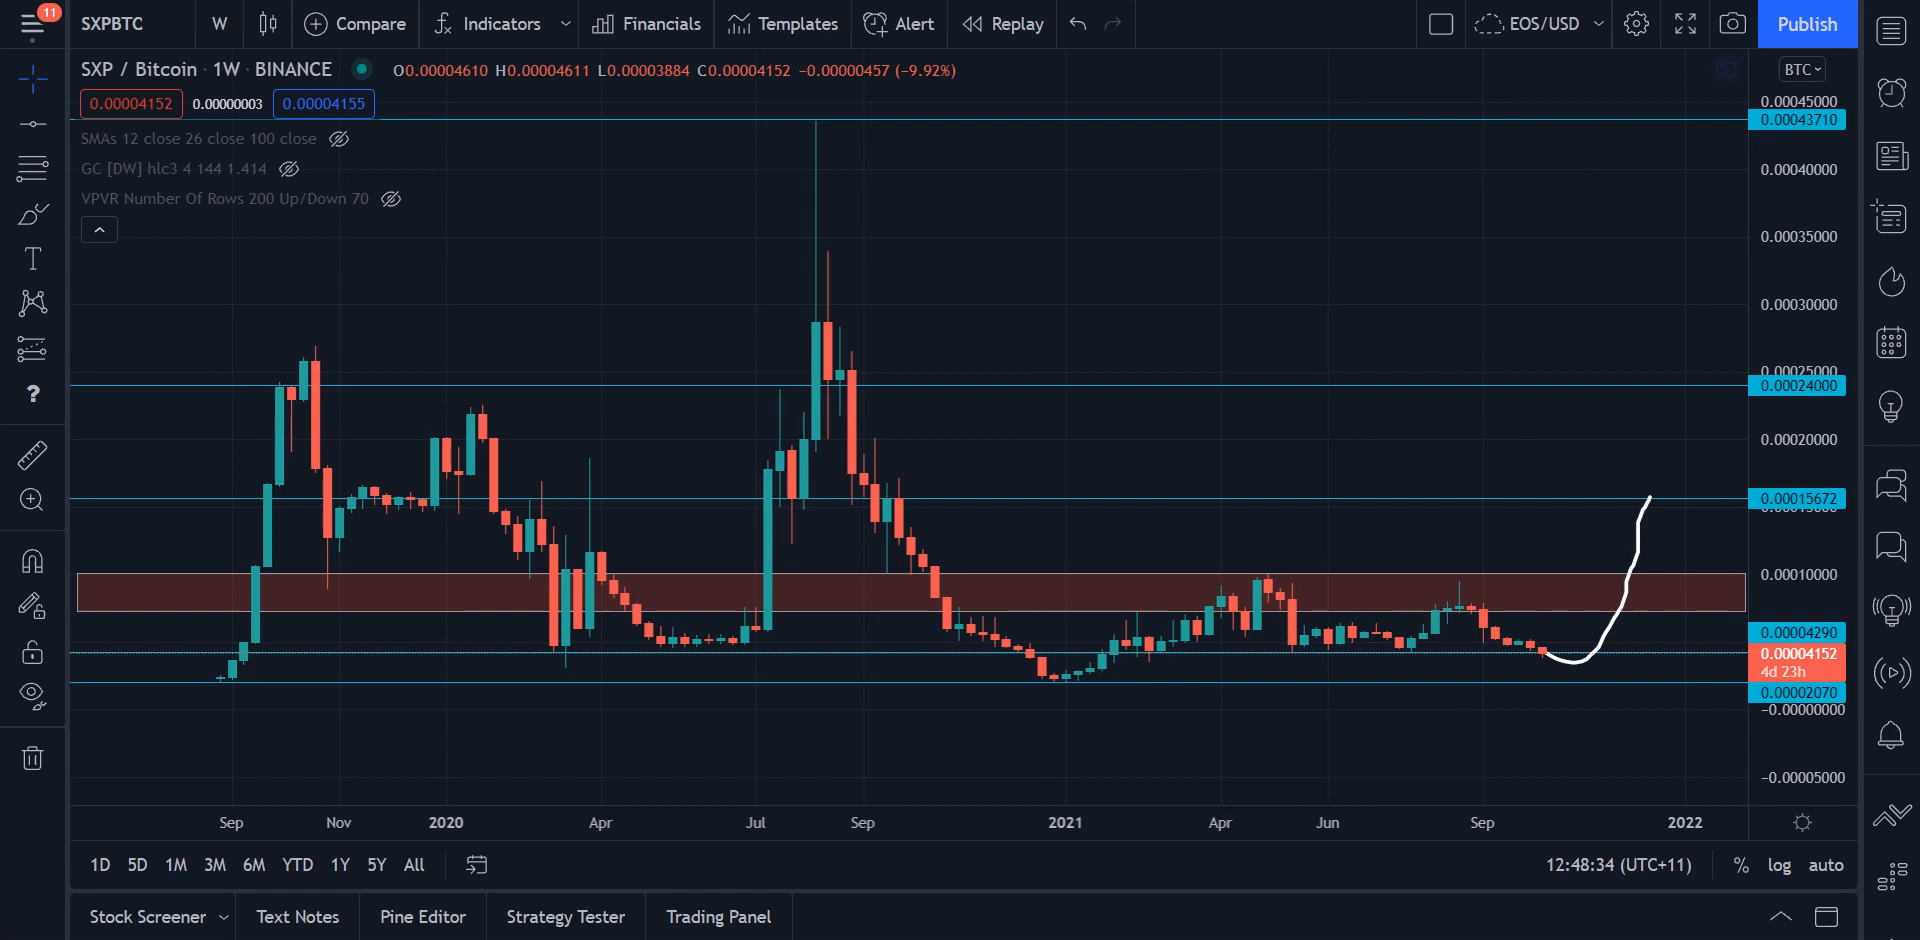 11
SXPBTC W Compare Indicators Financials Templates Alert Replay EOS/USD Publish
SXP / Bitcoin · 1W · BINANCE O0.00004610 H0.00004611 L0.00003884 C0.00004152 −0.00000457 (−9.92%) BTC
0.00004152 0.00000003 0.00004155
SMAs 12 close 26 close 100 close
GC [DW] hlc3 4 144 1.414
VPVR Number Of Rows 200 Up/Down 70
0.00045000
0.00043710
0.00040000
0.00035000
0.00030000
0.00025000
0.00024000
0.00020000
0.00015672
0.00015000
0.00010000
0.00004290
0.00004152
4d 23h
0.00002070
−0.00000000
−0.00005000
Sep Nov 2020 Apr Jul Sep 2021 Apr Jun Sep 2022
1D 5D 1M 3M 6M YTD 1Y 5Y All 12:48:34 (UTC+11) % log auto
Stock Screener Text Notes Pine Editor Strategy Tester Trading Panel